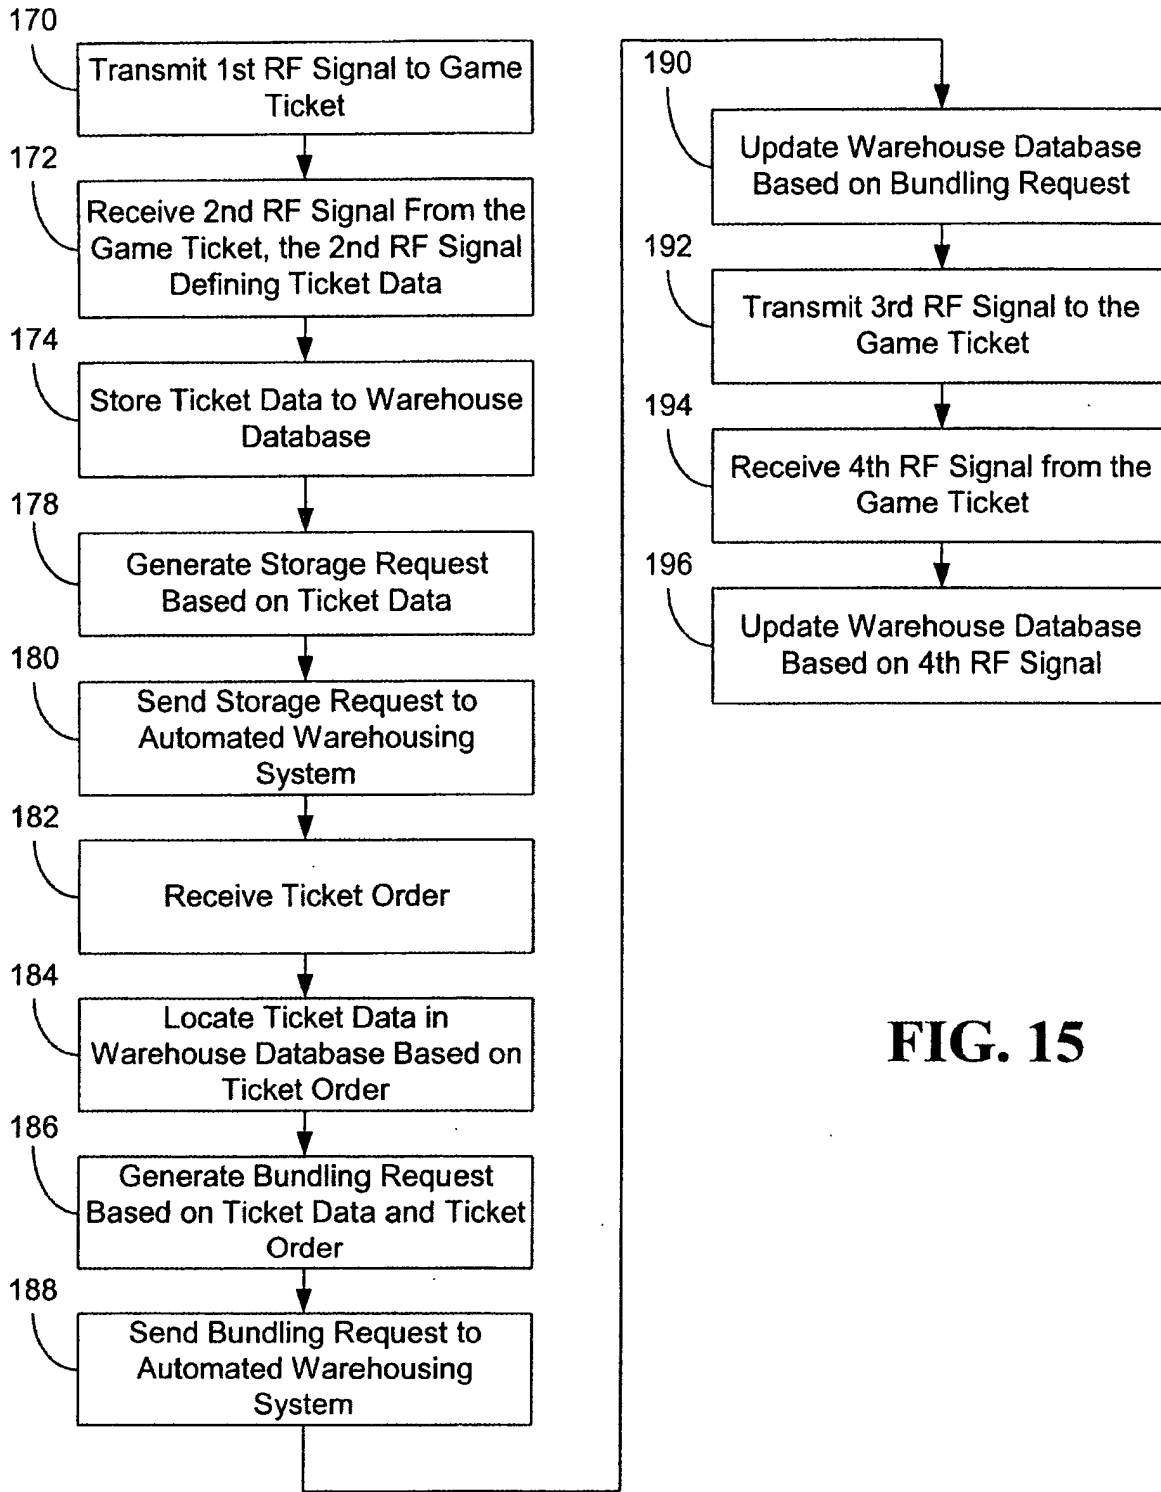 170
Transmit 1st RF Signal to Game
Ticket
172
Receive 2nd RF Signal From the
Game Ticket, the 2nd RF Signal
Defining Ticket Data
174
Store Ticket Data to Warehouse
Database
178
Generate Storage Request
Based on Ticket Data
180
Send Storage Request to
Automated Warehousing
System
182
Receive Ticket Order
184
Locate Ticket Data in
Warehouse Database Based on
Ticket Order
186
Generate Bundling Request
Based on Ticket Data and Ticket
Order
188
Send Bundling Request to
Automated Warehousing
System
190
Update Warehouse Database
Based on Bundling Request
192
Transmit 3rd RF Signal to the
Game Ticket
194
Receive 4th RF Signal from the
Game Ticket
196
Update Warehouse Database
Based on 4th RF Signal
FIG. 15